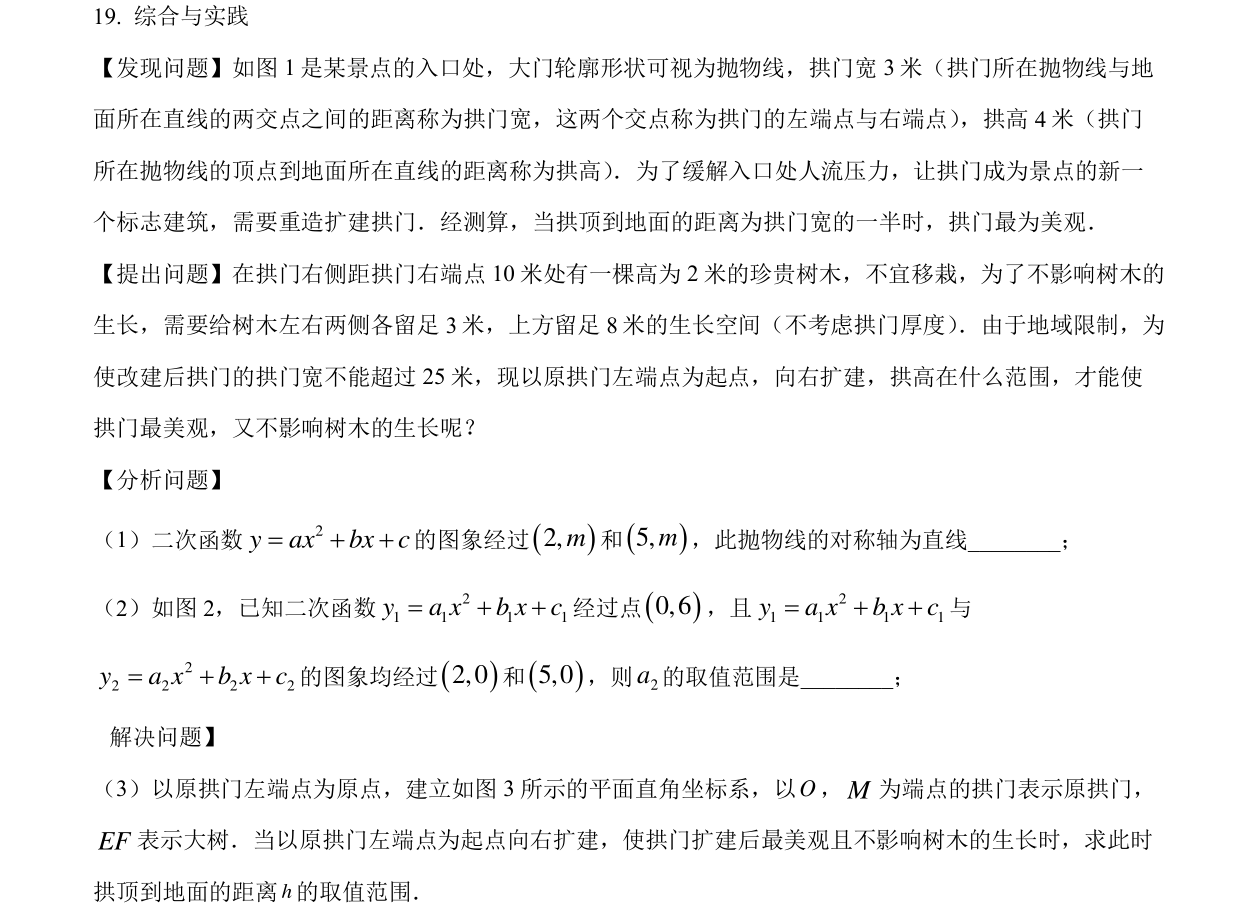 19. 综合与实践
【发现问题】如图 1 是某景点的入口处，大门轮廓形状可视为抛物线，拱门宽 3 米（拱门所在抛物线与地
面所在直线的两交点之间的距离称为拱门宽，这两个交点称为拱门的左端点与右端点），拱高 4 米（拱门
所在抛物线的顶点到地面所在直线的距离称为拱高）．为了缓解入口处人流压力，让拱门成为景点的新一
个标志建筑，需要重造扩建拱门．经测算，当拱顶到地面的距离为拱门宽的一半时，拱门最为美观．
【提出问题】在拱门右侧距拱门右端点 10 米处有一棵高为 2 米的珍贵树木，不宜移栽，为了不影响树木的
生长，需要给树木左右两侧各留足 3 米，上方留足 8 米的生长空间（不考虑拱门厚度）．由于地域限制，为
使改建后拱门的拱门宽不能超过 25 米，现以原拱门左端点为起点，向右扩建，拱高在什么范围，才能使
拱门最美观，又不影响树木的生长呢？
【分析问题】
（1）二次函数 y = ax² + bx + c 的图象经过(2, m)和(5, m)，此抛物线的对称轴为直线________；
（2）如图 2，已知二次函数 y₁ = a₁x² + b₁x + c₁ 经过点(0,6)，且 y₁ = a₁x² + b₁x + c₁ 与
y₂ = a₂x² + b₂x + c₂ 的图象均经过(2,0)和(5,0)，则 a₂ 的取值范围是________；
解决问题】
（3）以原拱门左端点为原点，建立如图 3 所示的平面直角坐标系，以 O，M 为端点的拱门表示原拱门，
EF 表示大树．当以原拱门左端点为起点向右扩建，使拱门扩建后最美观且不影响树木的生长时，求此时
拱顶到地面的距离 h 的取值范围．